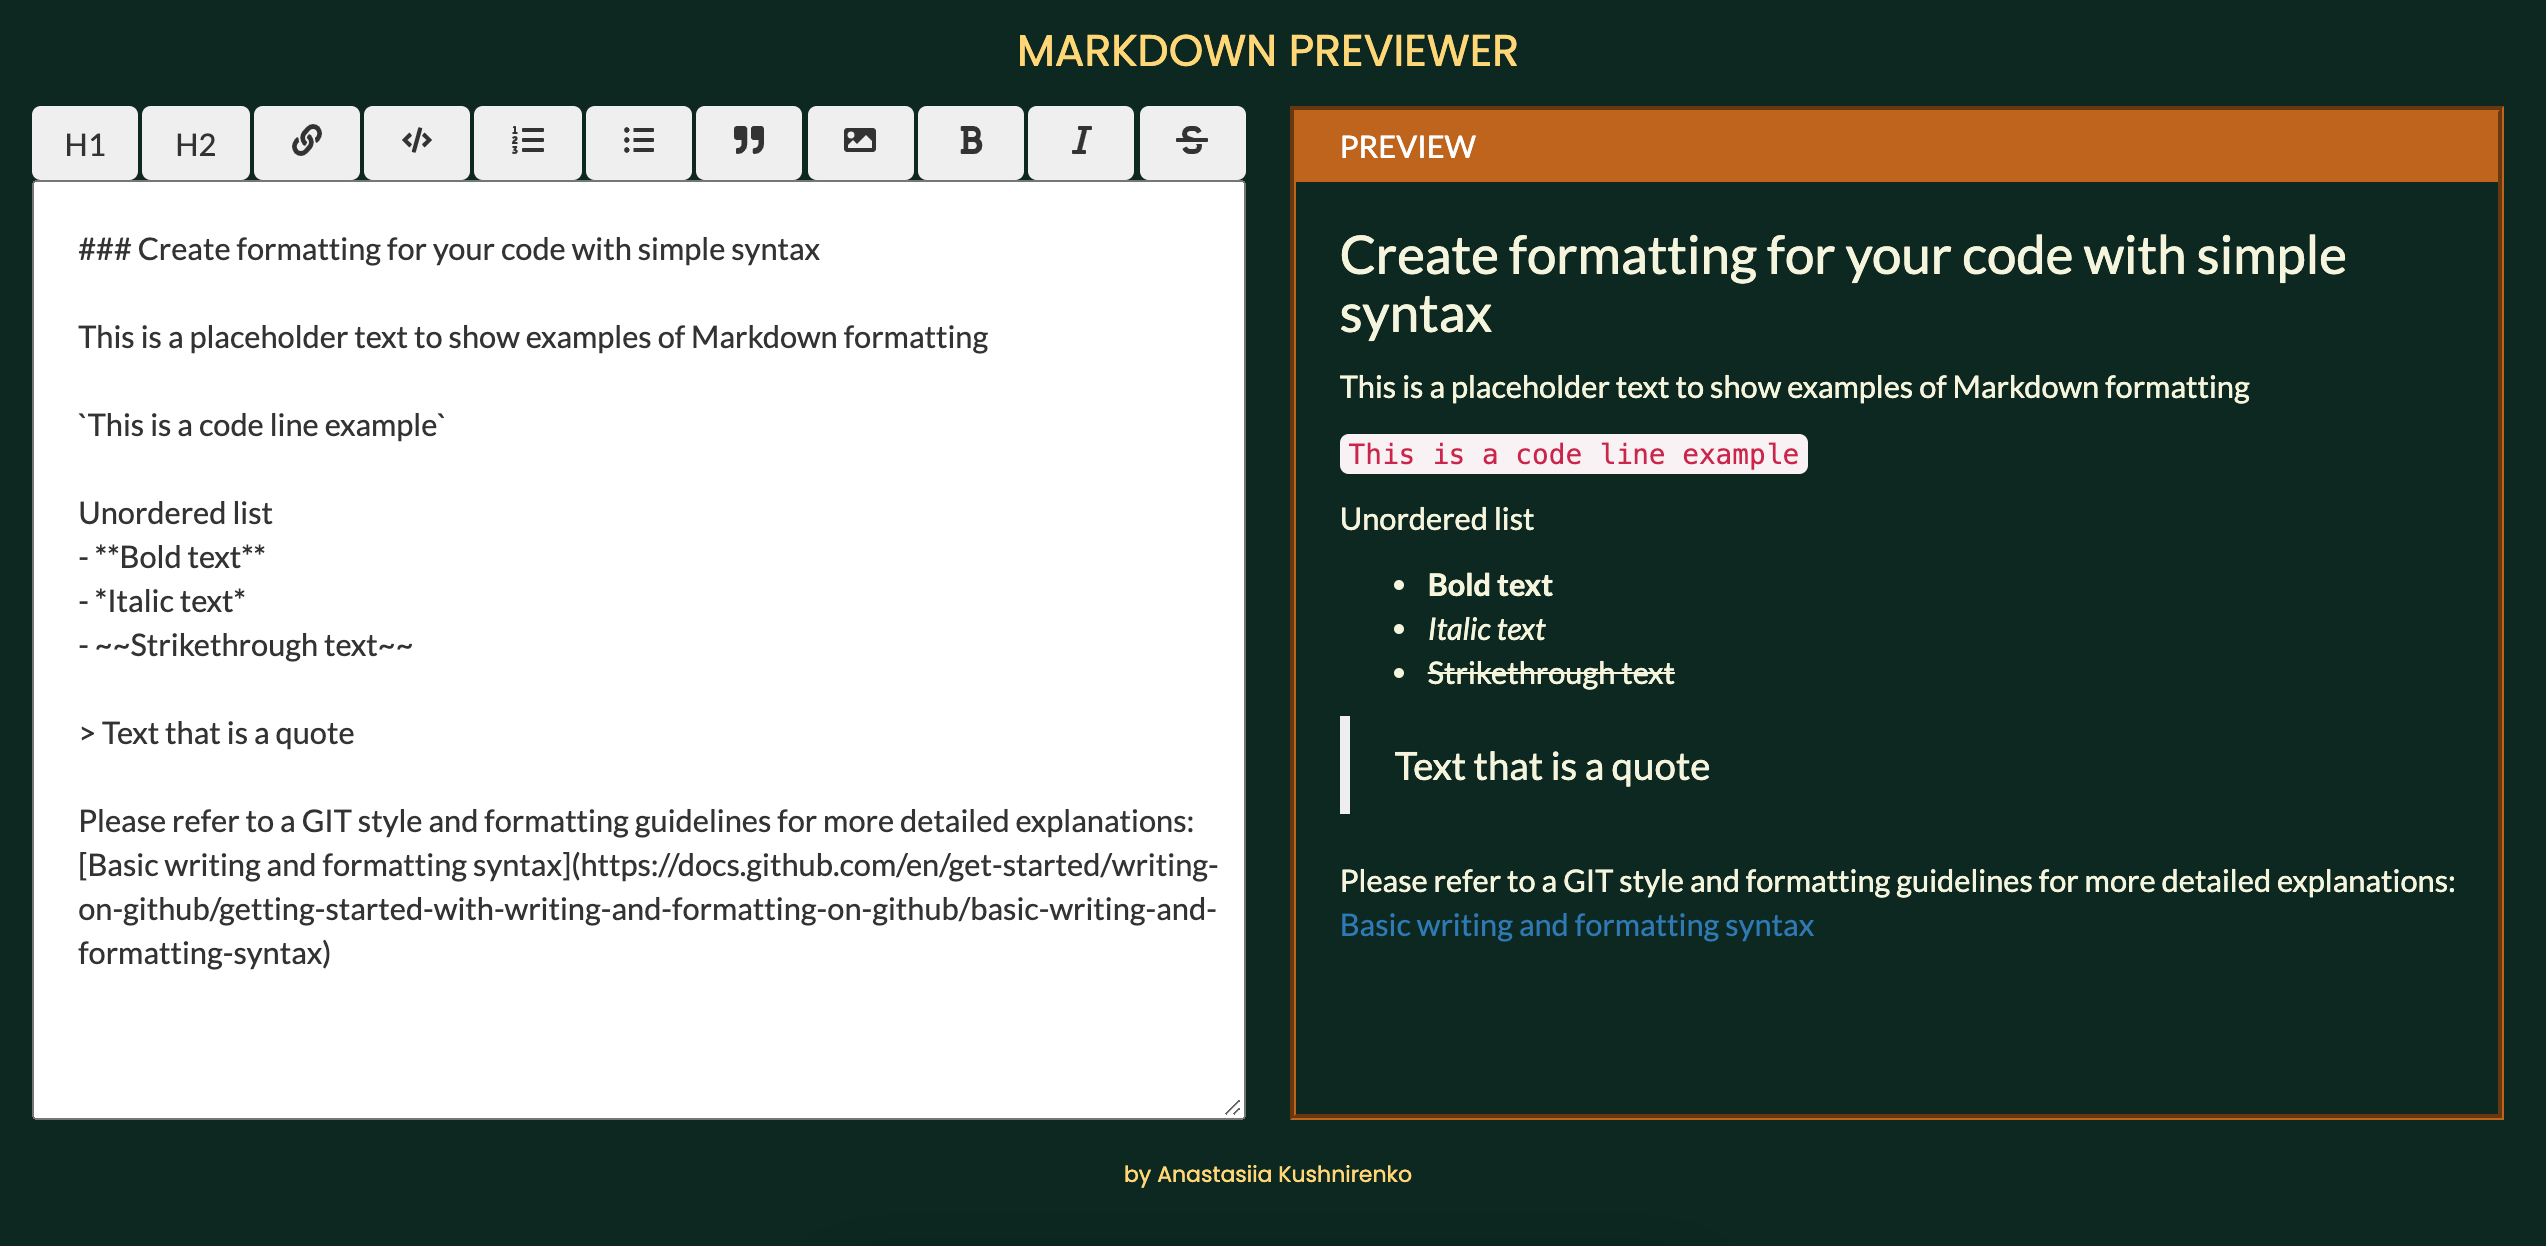 MARKDOWN PREVIEWER
H1 H2 B I S
### Create formatting for your code with simple syntax
This is a placeholder text to show examples of Markdown formatting
`This is a code line example`
Unordered list
- **Bold text**
- *Italic text*
- ~~Strikethrough text~~
> Text that is a quote
Please refer to a GIT style and formatting guidelines for more detailed explanations:
[Basic writing and formatting syntax](https://docs.github.com/en/get-started/writing-
on-github/getting-started-with-writing-and-formatting-on-github/basic-writing-and-
formatting-syntax)
PREVIEW
Create formatting for your code with simple
syntax
This is a placeholder text to show examples of Markdown formatting
This is a code line example
Unordered list
• Bold text
• Italic text
• Strikethrough text
Text that is a quote
Please refer to a GIT style and formatting guidelines for more detailed explanations:
Basic writing and formatting syntax
by Anastasiia Kushnirenko